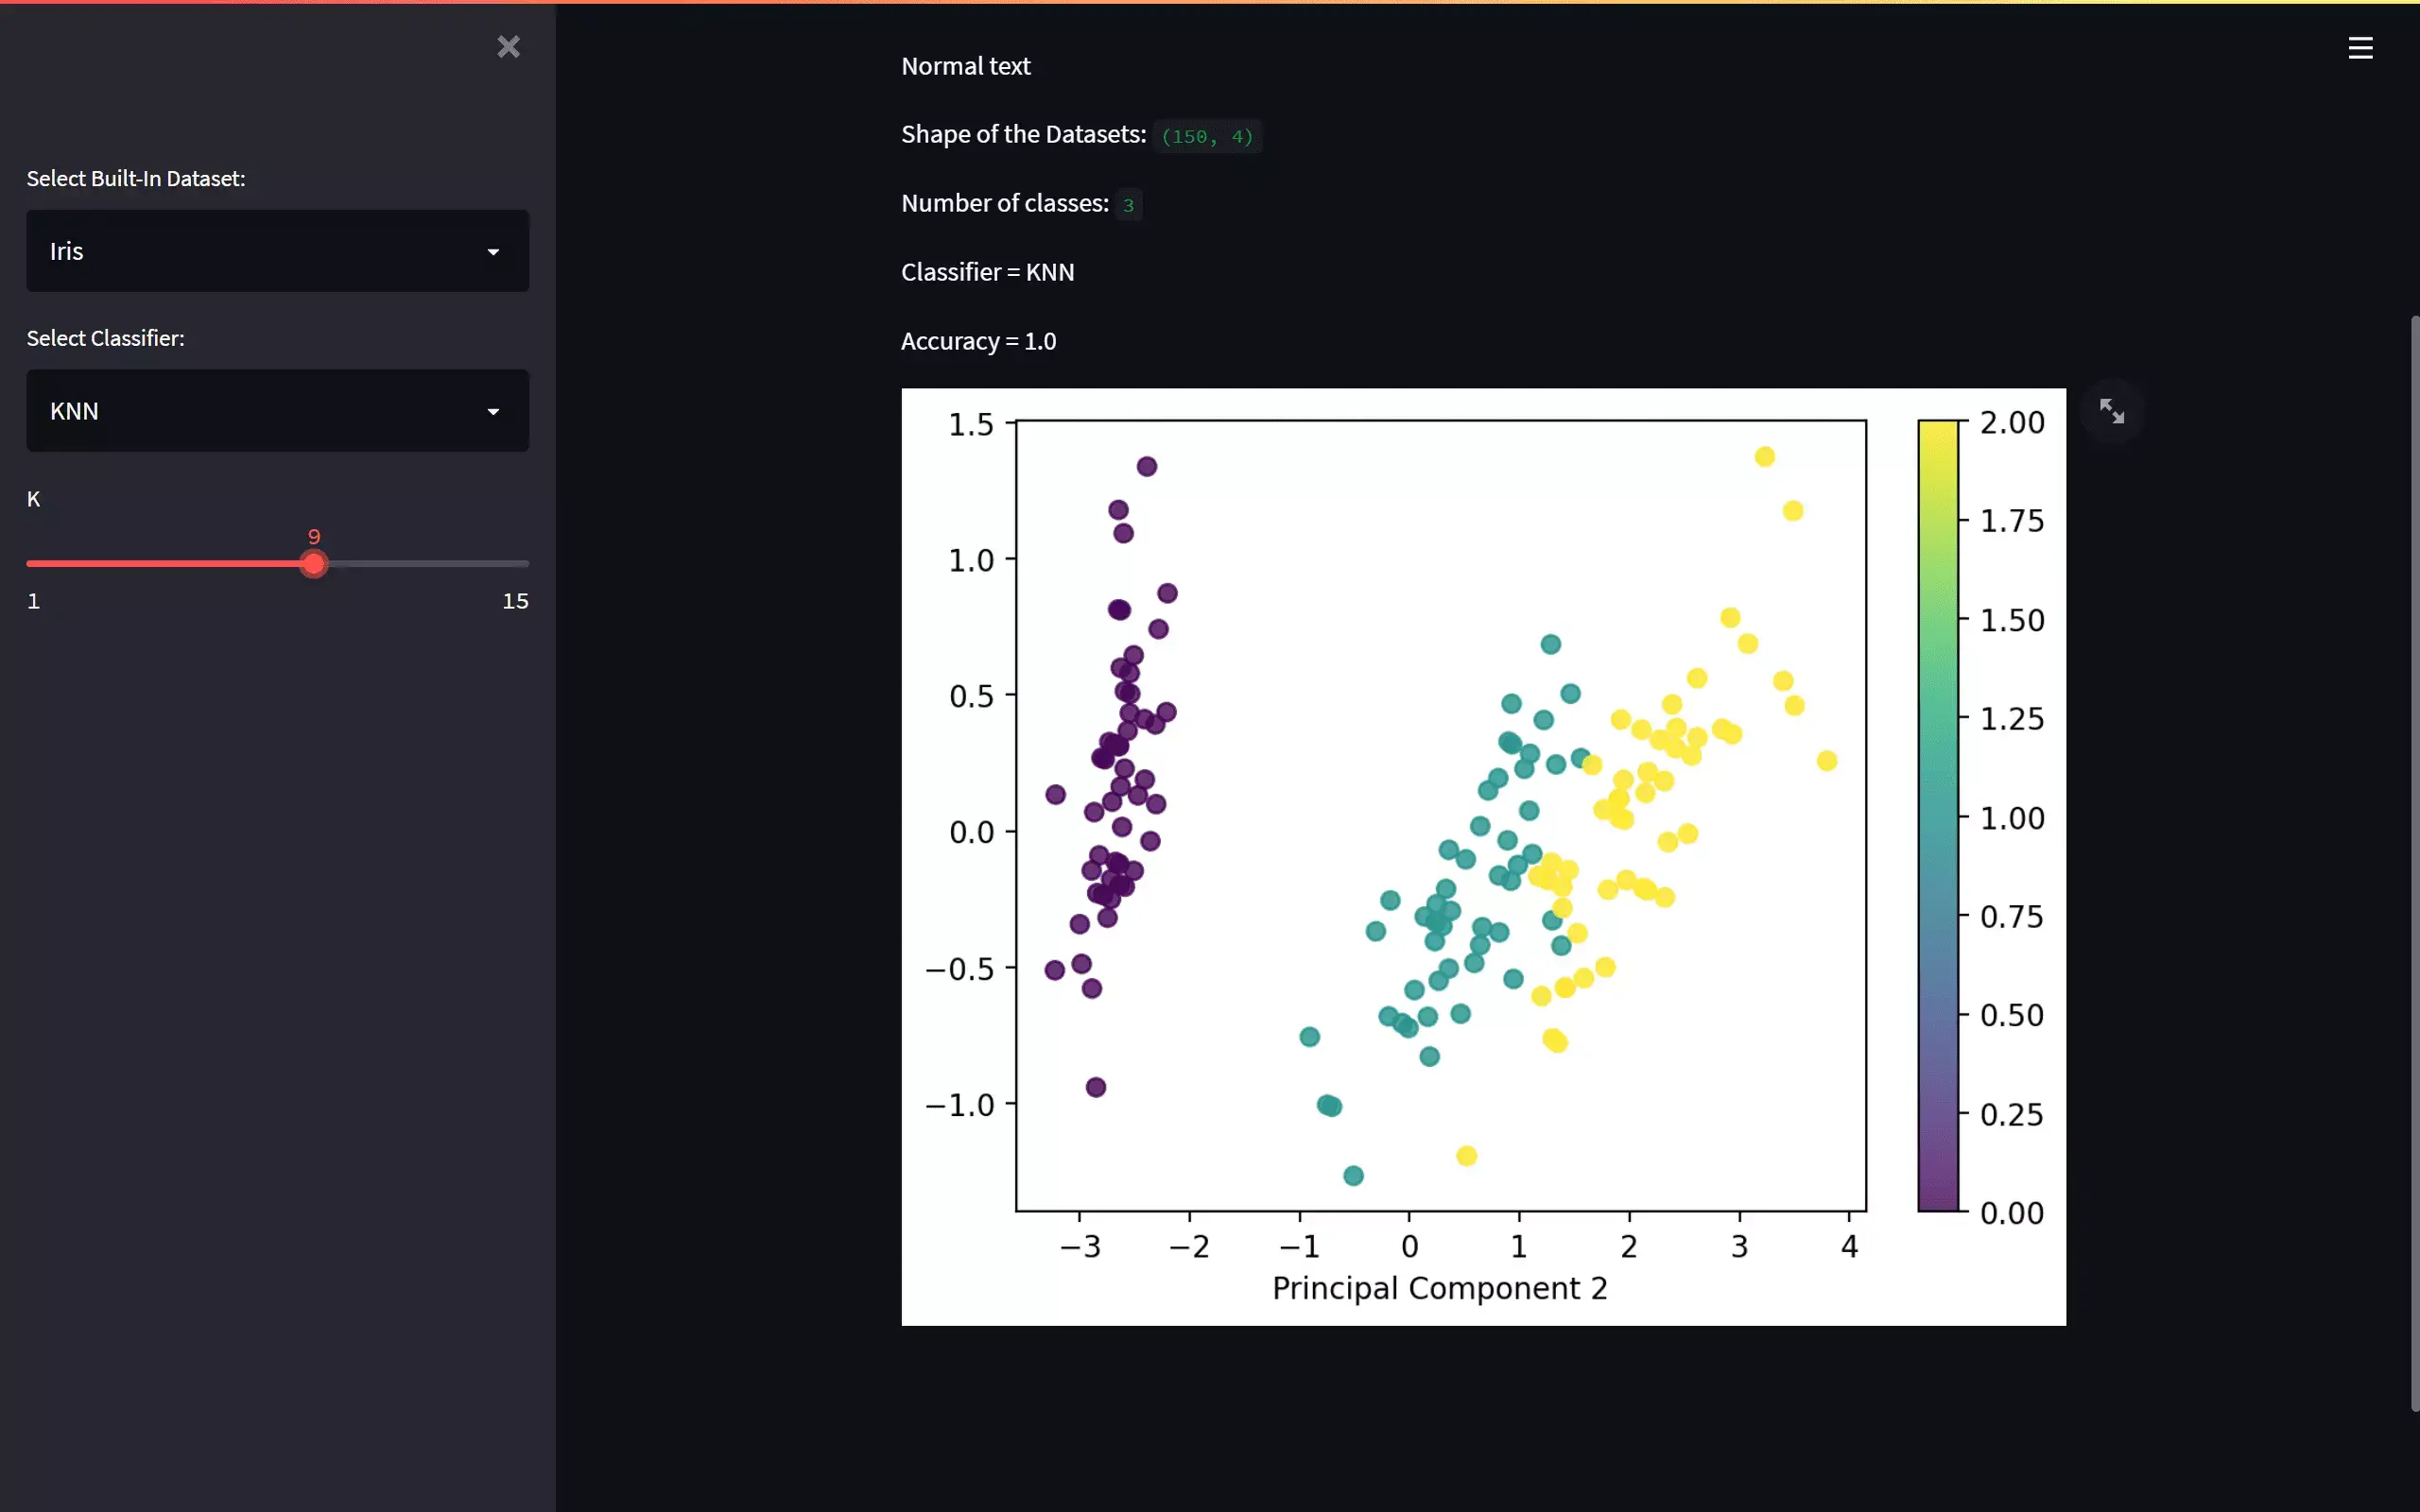 Select Built-In Dataset:
Iris
Select Classifier:
KNN
K
9
1 15
Normal text
Shape of the Datasets: (150, 4)
Number of classes: 3
Classifier = KNN
Accuracy = 1.0
1.5
1.0
0.5
0.0
−0.5
−1.0
−3 −2 −1 0 1 2 3 4
Principal Component 2
2.00
1.75
1.50
1.25
1.00
0.75
0.50
0.25
0.00